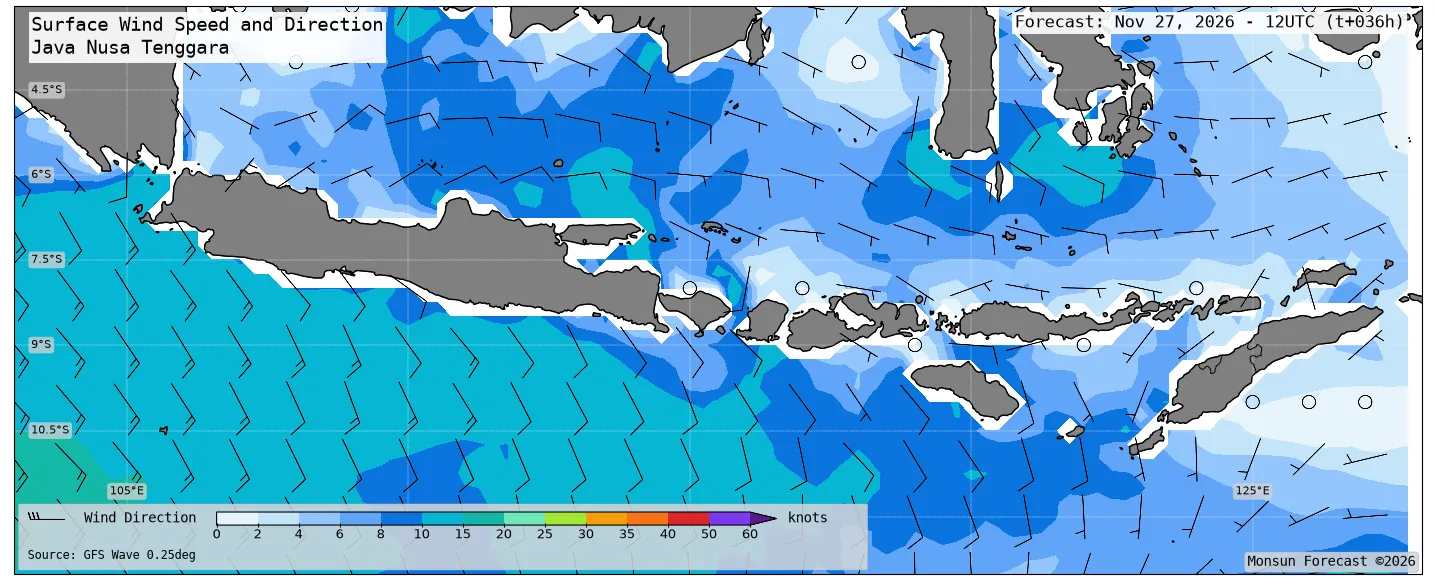 Surface Wind Speed and Direction
Java Nusa Tenggara
Forecast: Nov 27, 2026 - 12UTC (t+036h)
4.5°S
6°S
7.5°S
9°S
10.5°S
105°E
125°E
Wind Direction
0 2 4 6 8 10 15 20 25 30 35 40 50 60
knots
Source: GFS Wave 0.25deg
Monsun Forecast ©2026